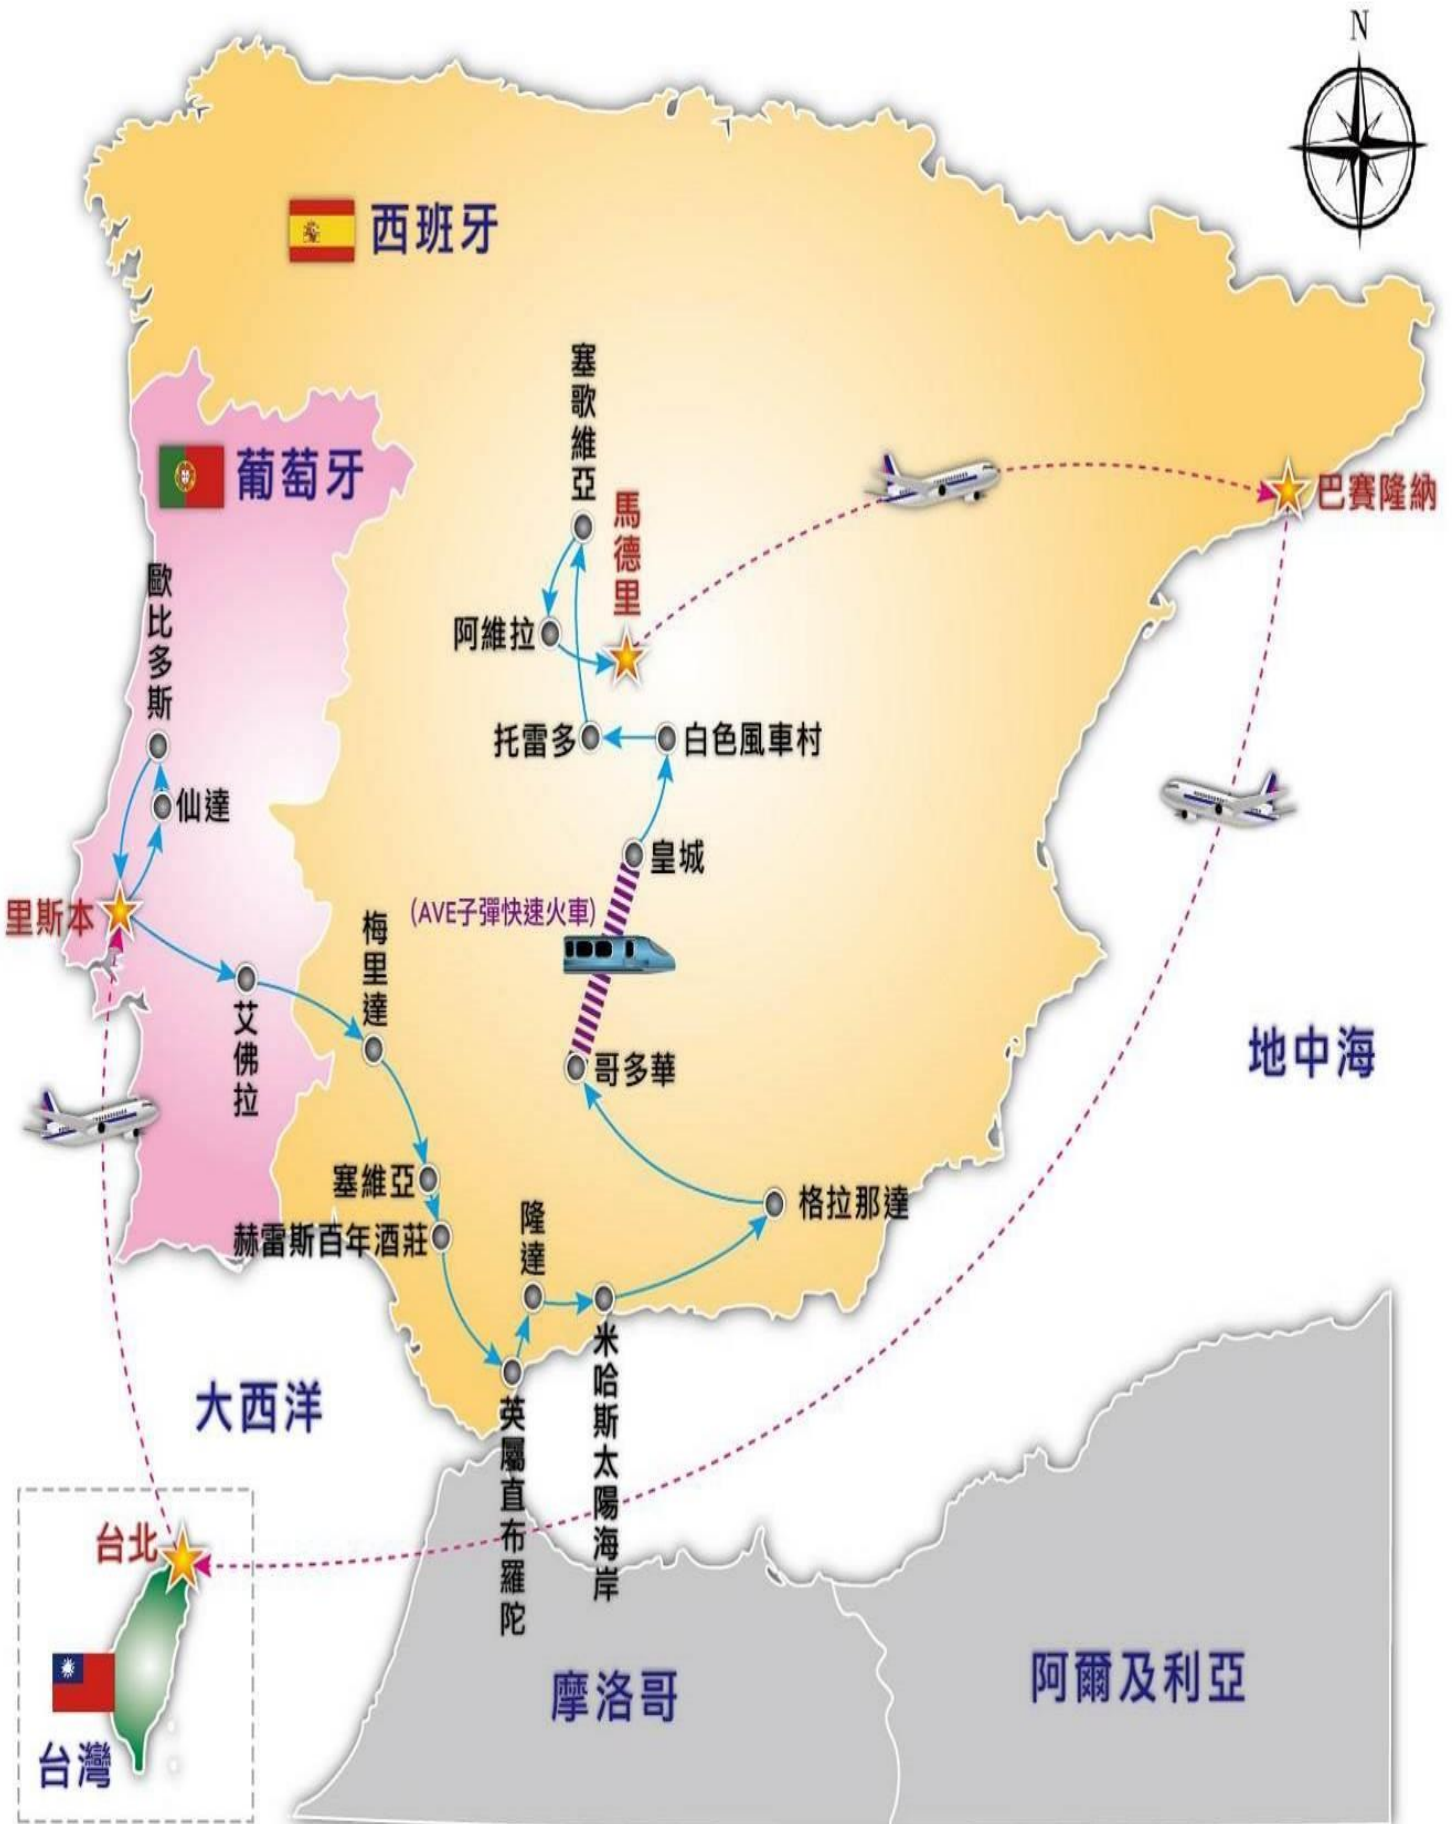 N
西班牙
塞歌維亞
葡萄牙
馬德里
巴賽隆納
歐比多斯
阿維拉
托雷多
白色風車村
仙達
皇城
里斯本
(AVE子彈快速火車)
梅里達
艾佛拉
地中海
哥多華
塞維亞
格拉那達
隆達
赫雷斯百年酒莊
米哈斯太陽海岸
大西洋
英屬直布羅陀
台北
摩洛哥
阿爾及利亞
台灣